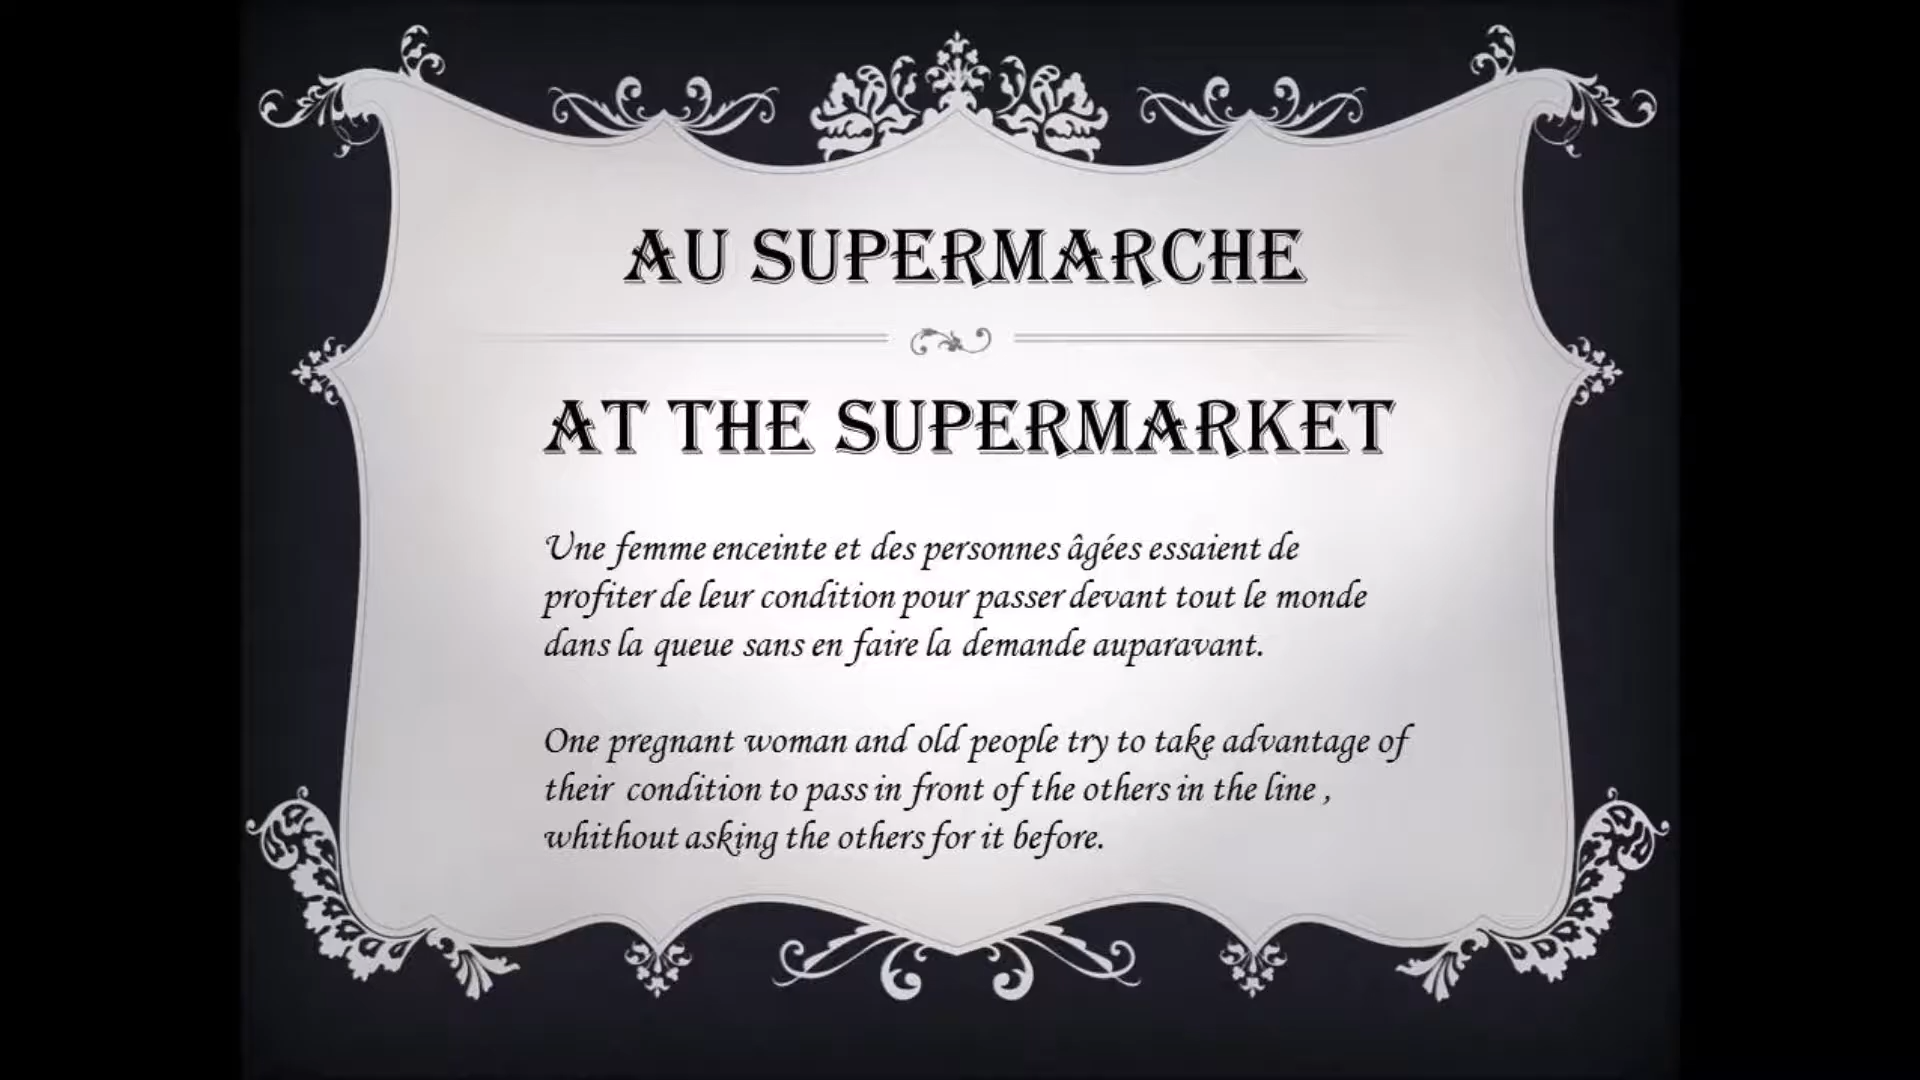 AU SUPERMARCHE
AT THE SUPERMARKET
Une femme enceinte et des personnes âgées essaient de
profiter de leur condition pour passer devant tout le monde
dans la queue sans en faire la demande auparavant.
One pregnant woman and old people try to take advantage of
their condition to pass in front of the others in the line ,
whithout asking the others for it before.